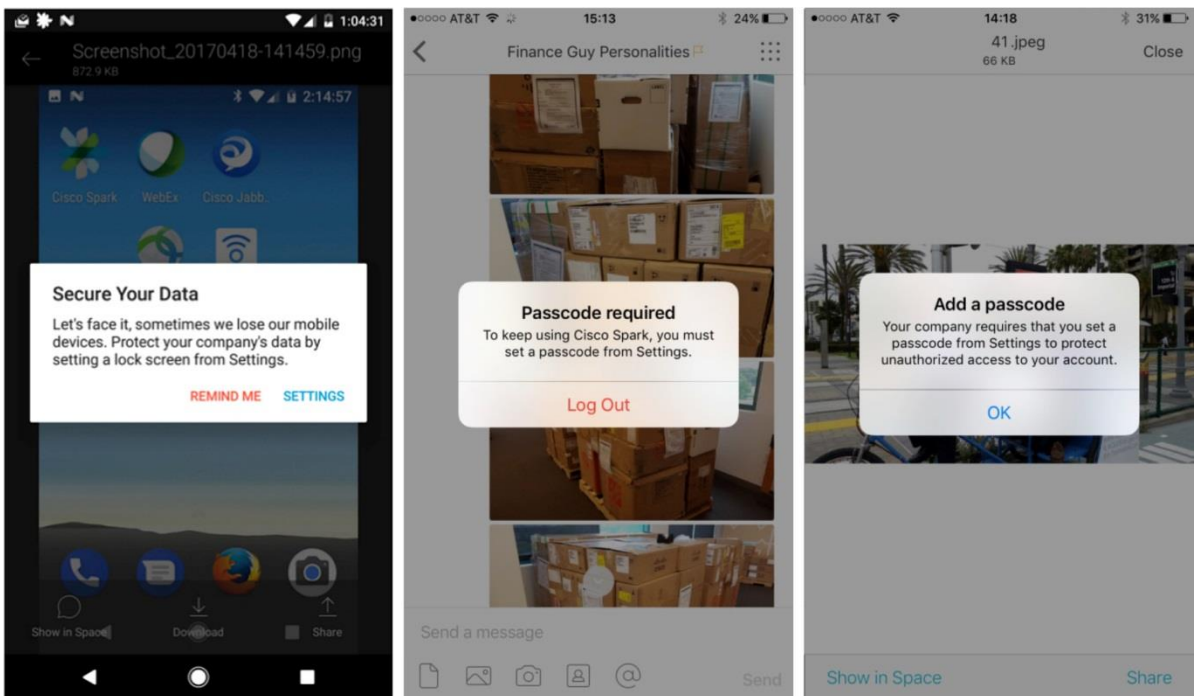 1:04:31
Screenshot_20170418-141459.png
872.9 KB
2:14:57
Cisco Spark WebEx Cisco Jabb..
Secure Your Data
Let's face it, sometimes we lose our mobile
devices. Protect your company's data by
setting a lock screen from Settings.
REMIND ME SETTINGS
Show in Space Download Share
AT&T 15:13 24%
Finance Guy Personalities
Passcode required
To keep using Cisco Spark, you must
set a passcode from Settings.
Log Out
Send a message
Send
AT&T 14:18 31%
41.jpeg
66 KB
Close
Add a passcode
Your company requires that you set a
passcode from Settings to protect
unauthorized access to your account.
OK
Show in Space Share